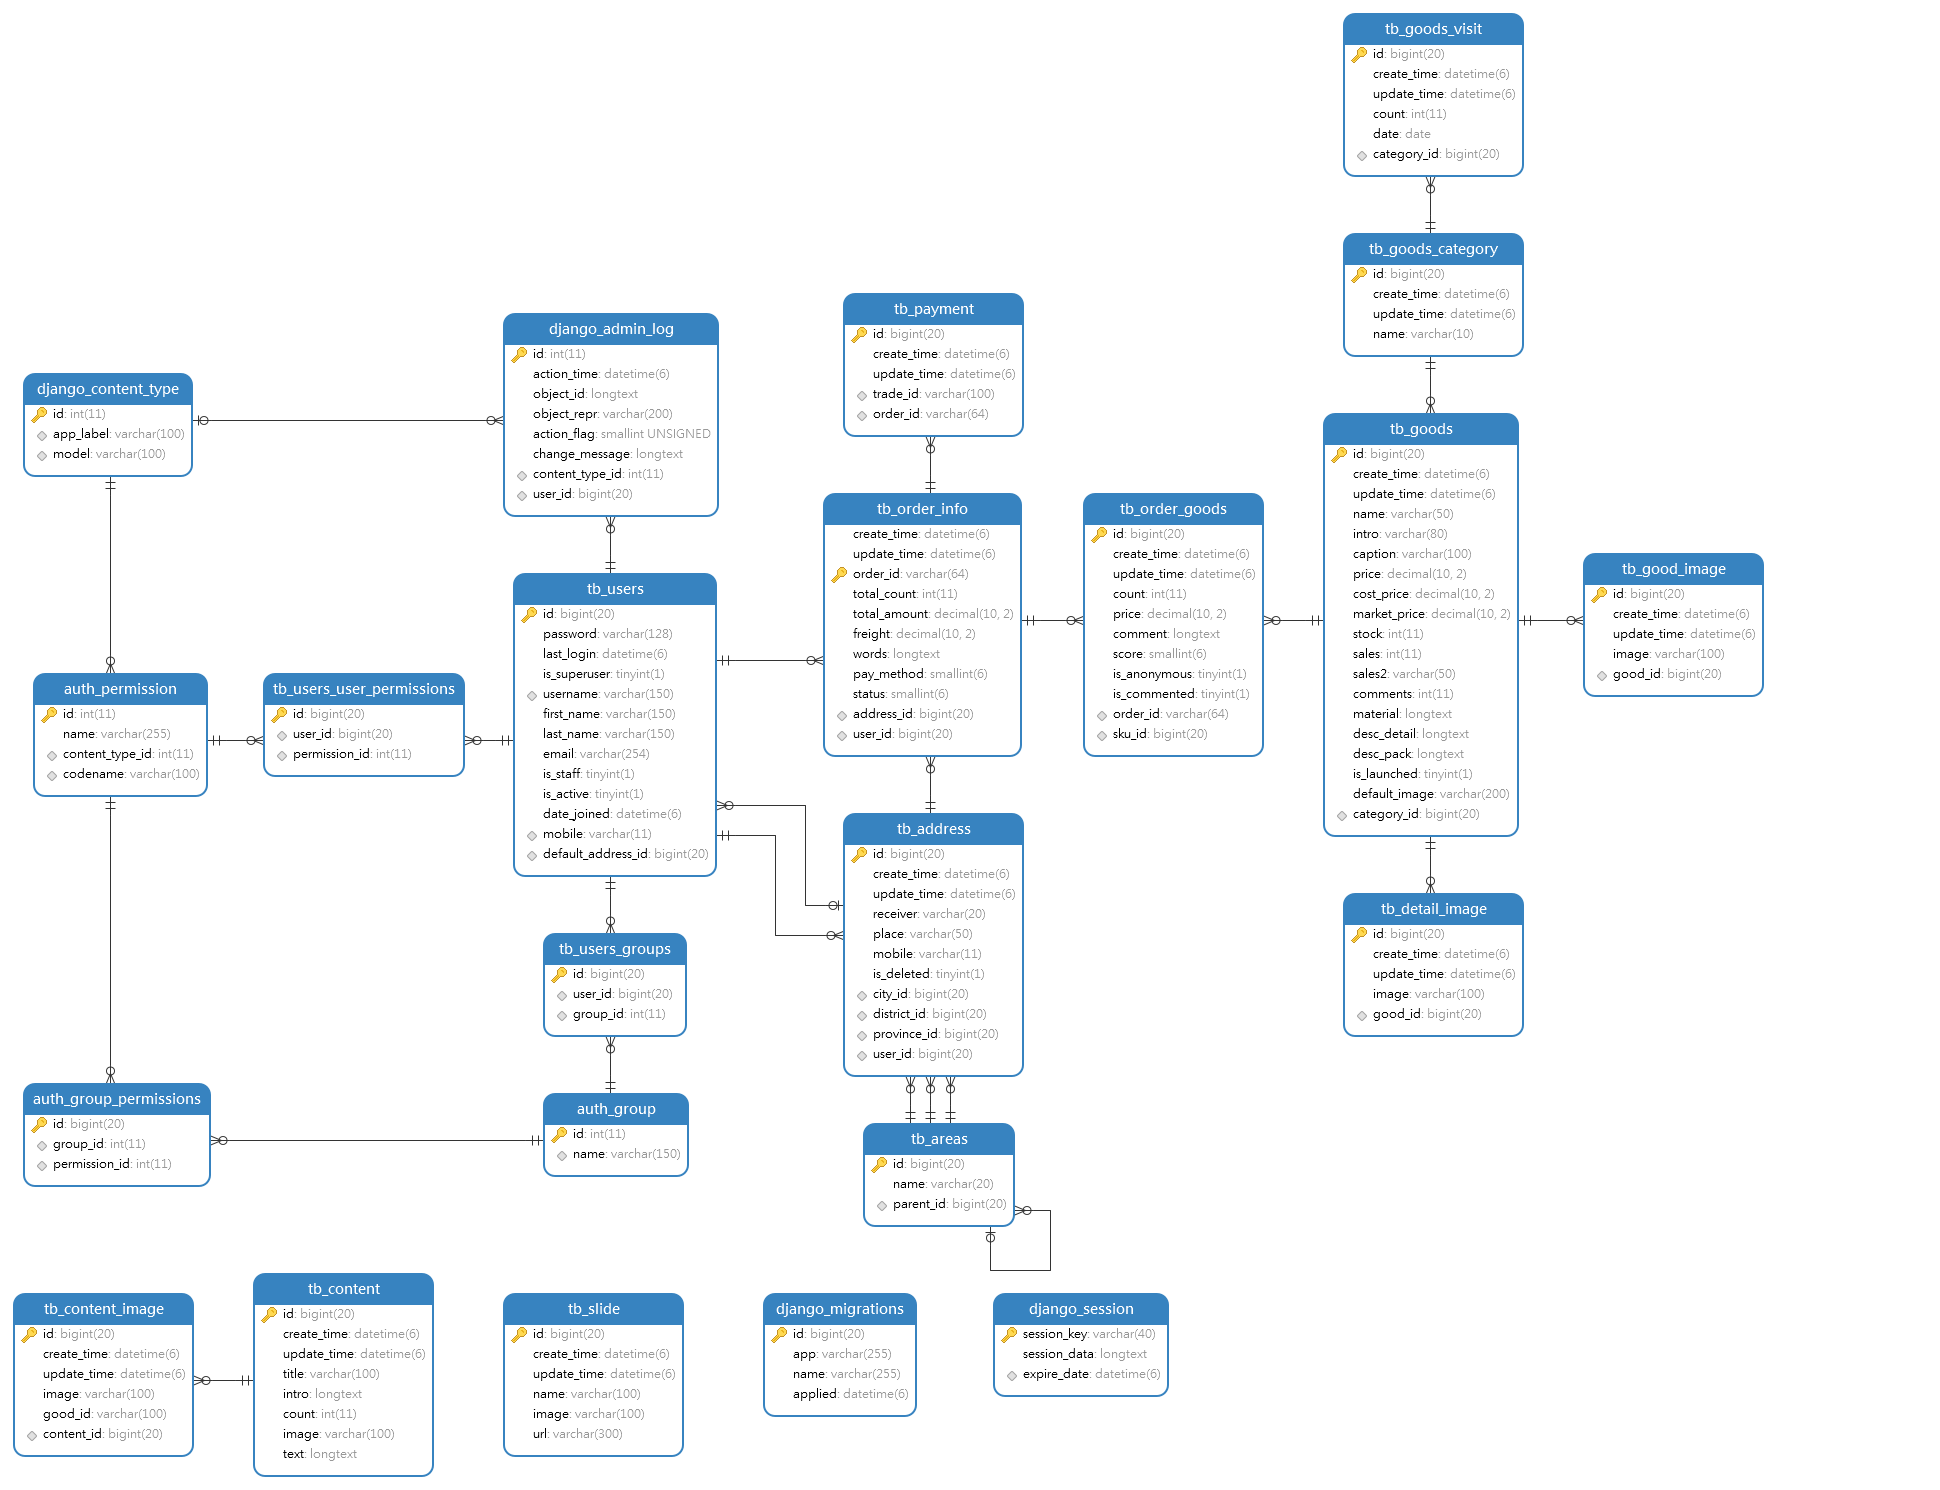 tb_goods_visit
id: bigint(20)
create_time: datetime(6)
update_time: datetime(6)
count: int(11)
date: date
category_id: bigint(20)
tb_goods_category
id: bigint(20)
create_time: datetime(6)
update_time: datetime(6)
name: varchar(10)
tb_payment
id: bigint(20)
create_time: datetime(6)
update_time: datetime(6)
trade_id: varchar(100)
order_id: varchar(64)
django_admin_log
id: int(11)
action_time: datetime(6)
object_id: longtext
object_repr: varchar(200)
action_flag: smallint UNSIGNED
change_message: longtext
content_type_id: int(11)
user_id: bigint(20)
django_content_type
id: int(11)
app_label: varchar(100)
model: varchar(100)
tb_goods
id: bigint(20)
create_time: datetime(6)
update_time: datetime(6)
name: varchar(50)
intro: varchar(80)
caption: varchar(100)
price: decimal(10, 2)
cost_price: decimal(10, 2)
market_price: decimal(10, 2)
stock: int(11)
sales: int(11)
sales2: varchar(50)
comments: int(11)
material: longtext
desc_detail: longtext
desc_pack: longtext
is_launched: tinyint(1)
default_image: varchar(200)
category_id: bigint(20)
tb_order_info
create_time: datetime(6)
update_time: datetime(6)
order_id: varchar(64)
total_count: int(11)
total_amount: decimal(10, 2)
freight: decimal(10, 2)
words: longtext
pay_method: smallint(6)
status: smallint(6)
address_id: bigint(20)
user_id: bigint(20)
tb_order_goods
id: bigint(20)
create_time: datetime(6)
update_time: datetime(6)
count: int(11)
price: decimal(10, 2)
comment: longtext
score: smallint(6)
is_anonymous: tinyint(1)
is_commented: tinyint(1)
order_id: varchar(64)
sku_id: bigint(20)
tb_good_image
id: bigint(20)
create_time: datetime(6)
update_time: datetime(6)
image: varchar(100)
good_id: bigint(20)
tb_users
id: bigint(20)
password: varchar(128)
last_login: datetime(6)
is_superuser: tinyint(1)
username: varchar(150)
first_name: varchar(150)
last_name: varchar(150)
email: varchar(254)
is_staff: tinyint(1)
is_active: tinyint(1)
date_joined: datetime(6)
mobile: varchar(11)
default_address_id: bigint(20)
auth_permission
id: int(11)
name: varchar(255)
content_type_id: int(11)
codename: varchar(100)
tb_users_user_permissions
id: bigint(20)
user_id: bigint(20)
permission_id: int(11)
tb_address
id: bigint(20)
create_time: datetime(6)
update_time: datetime(6)
receiver: varchar(20)
place: varchar(50)
mobile: varchar(11)
is_deleted: tinyint(1)
city_id: bigint(20)
district_id: bigint(20)
province_id: bigint(20)
user_id: bigint(20)
tb_detail_image
id: bigint(20)
create_time: datetime(6)
update_time: datetime(6)
image: varchar(100)
good_id: bigint(20)
tb_users_groups
id: bigint(20)
user_id: bigint(20)
group_id: int(11)
auth_group_permissions
id: bigint(20)
group_id: int(11)
permission_id: int(11)
auth_group
id: int(11)
name: varchar(150)
tb_areas
id: bigint(20)
name: varchar(20)
parent_id: bigint(20)
tb_content_image
id: bigint(20)
create_time: datetime(6)
update_time: datetime(6)
image: varchar(100)
good_id: varchar(100)
content_id: bigint(20)
tb_content
id: bigint(20)
create_time: datetime(6)
update_time: datetime(6)
title: varchar(100)
intro: longtext
count: int(11)
image: varchar(100)
text: longtext
tb_slide
id: bigint(20)
create_time: datetime(6)
update_time: datetime(6)
name: varchar(100)
image: varchar(100)
url: varchar(300)
django_migrations
id: bigint(20)
app: varchar(255)
name: varchar(255)
applied: datetime(6)
django_session
session_key: varchar(40)
session_data: longtext
expire_date: datetime(6)